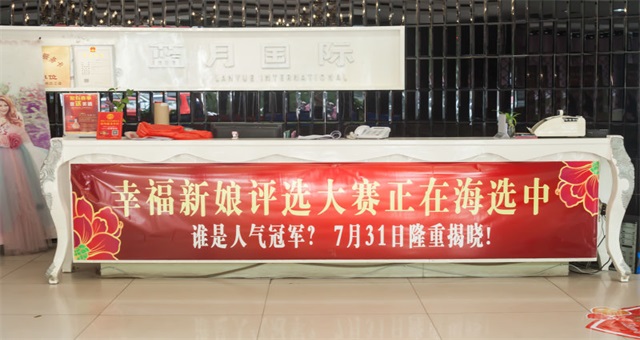 蓝月国际
LANYUE INTERNATIONAL
幸福新娘评选大赛正在海选中
谁是人气冠军? 7月31日隆重揭晓!